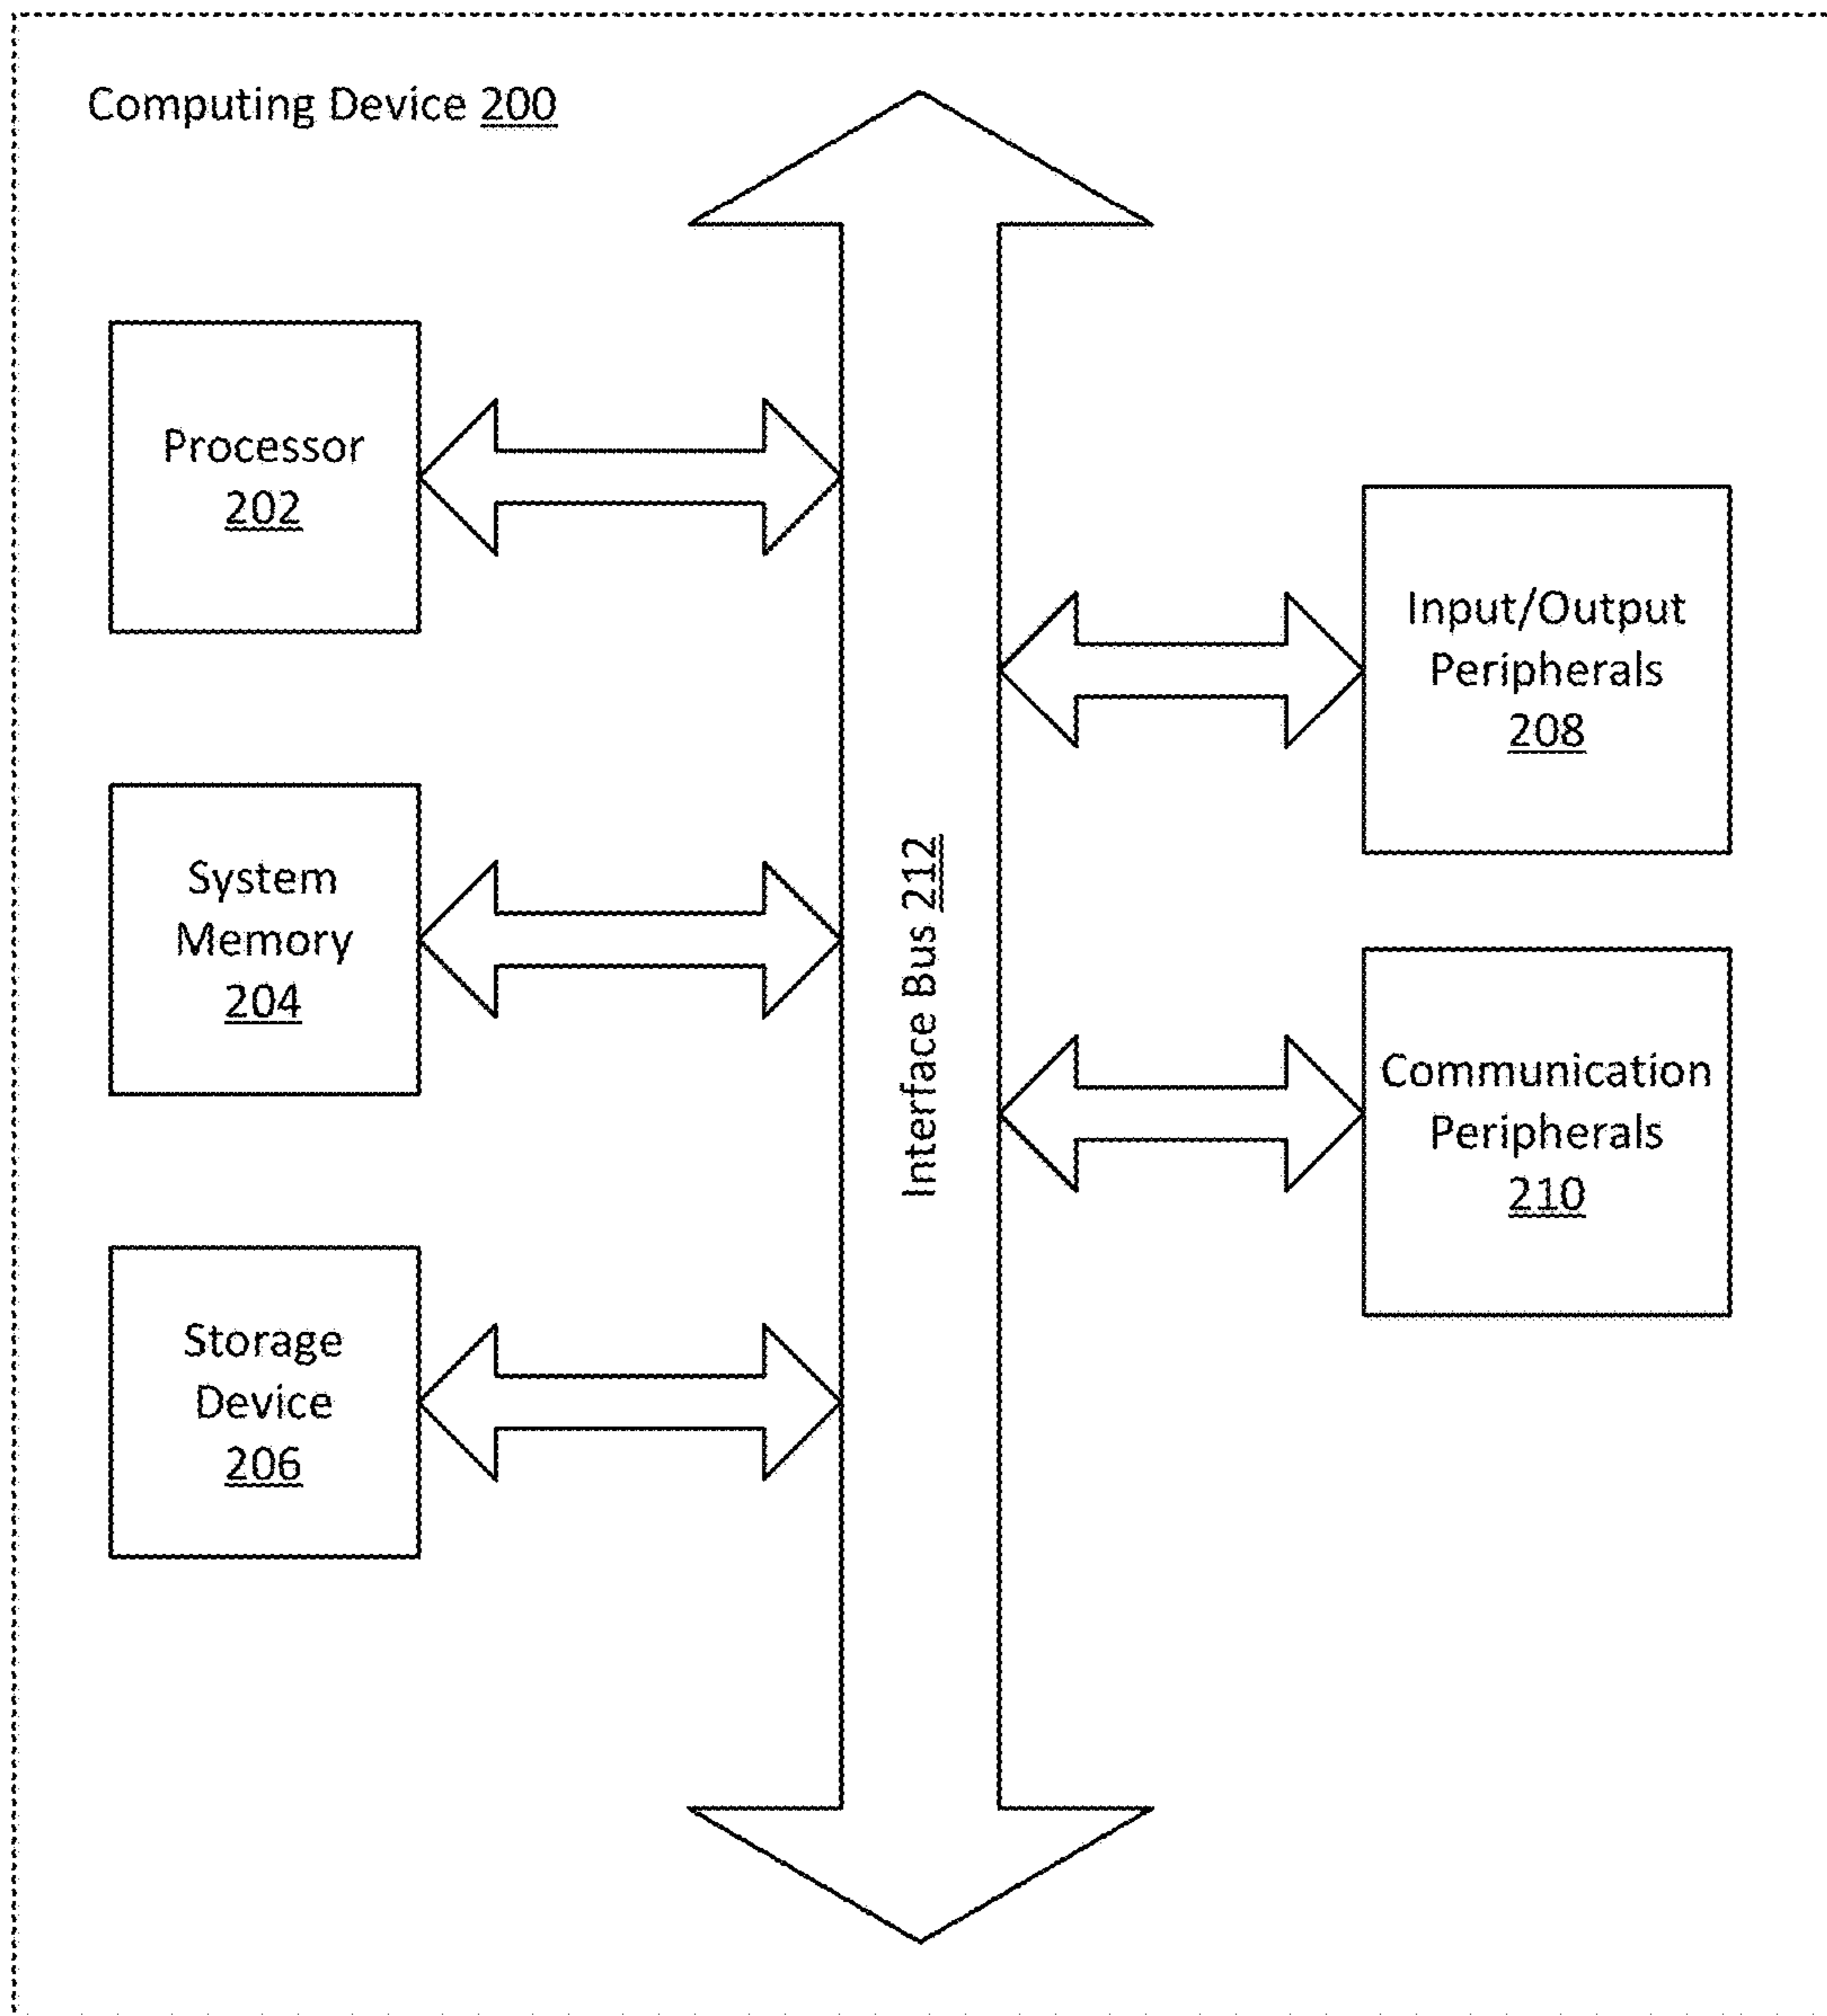 Computing Device 200
Processor
202
System
Memory
204
Storage
Device
206
Interface Bus 212
Input/Output
Peripherals
208
Communication
Peripherals
210